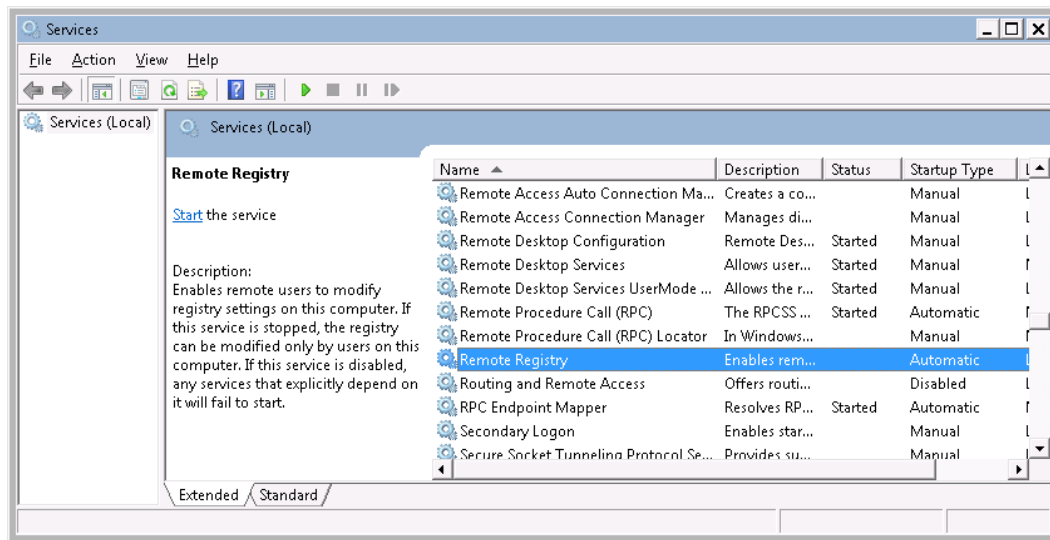 Services
File Action View Help
Services (Local)
Services (Local)
Remote Registry
Start the service
Description:
Enables remote users to modify
registry settings on this computer. If
this service is stopped, the registry
can be modified only by users on this
computer. If this service is disabled,
any services that explicitly depend on
it will fail to start.
Name Description Status Startup Type
Remote Access Auto Connection Ma... Creates a co... Manual
Remote Access Connection Manager Manages di... Manual
Remote Desktop Configuration Remote Des... Started Manual
Remote Desktop Services Allows user... Started Manual
Remote Desktop Services UserMode ... Allows the r... Started Manual
Remote Procedure Call (RPC) The RPCSS ... Started Automatic
Remote Procedure Call (RPC) Locator In Windows... Manual
Remote Registry Enables rem... Automatic
Routing and Remote Access Offers routi... Disabled
RPC Endpoint Mapper Resolves RP... Started Automatic
Secondary Logon Enables star... Manual
Secure Socket Tunneling Protocol Se... Provides su... Manual
Extended Standard